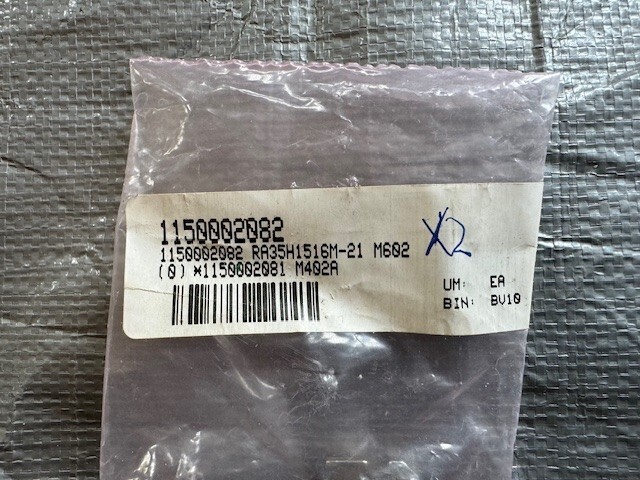 1150002082
1150002082 RA35H1516M-21 M602
(0) *1150002081 M402A
X2
UM: EA
BIN: BV10